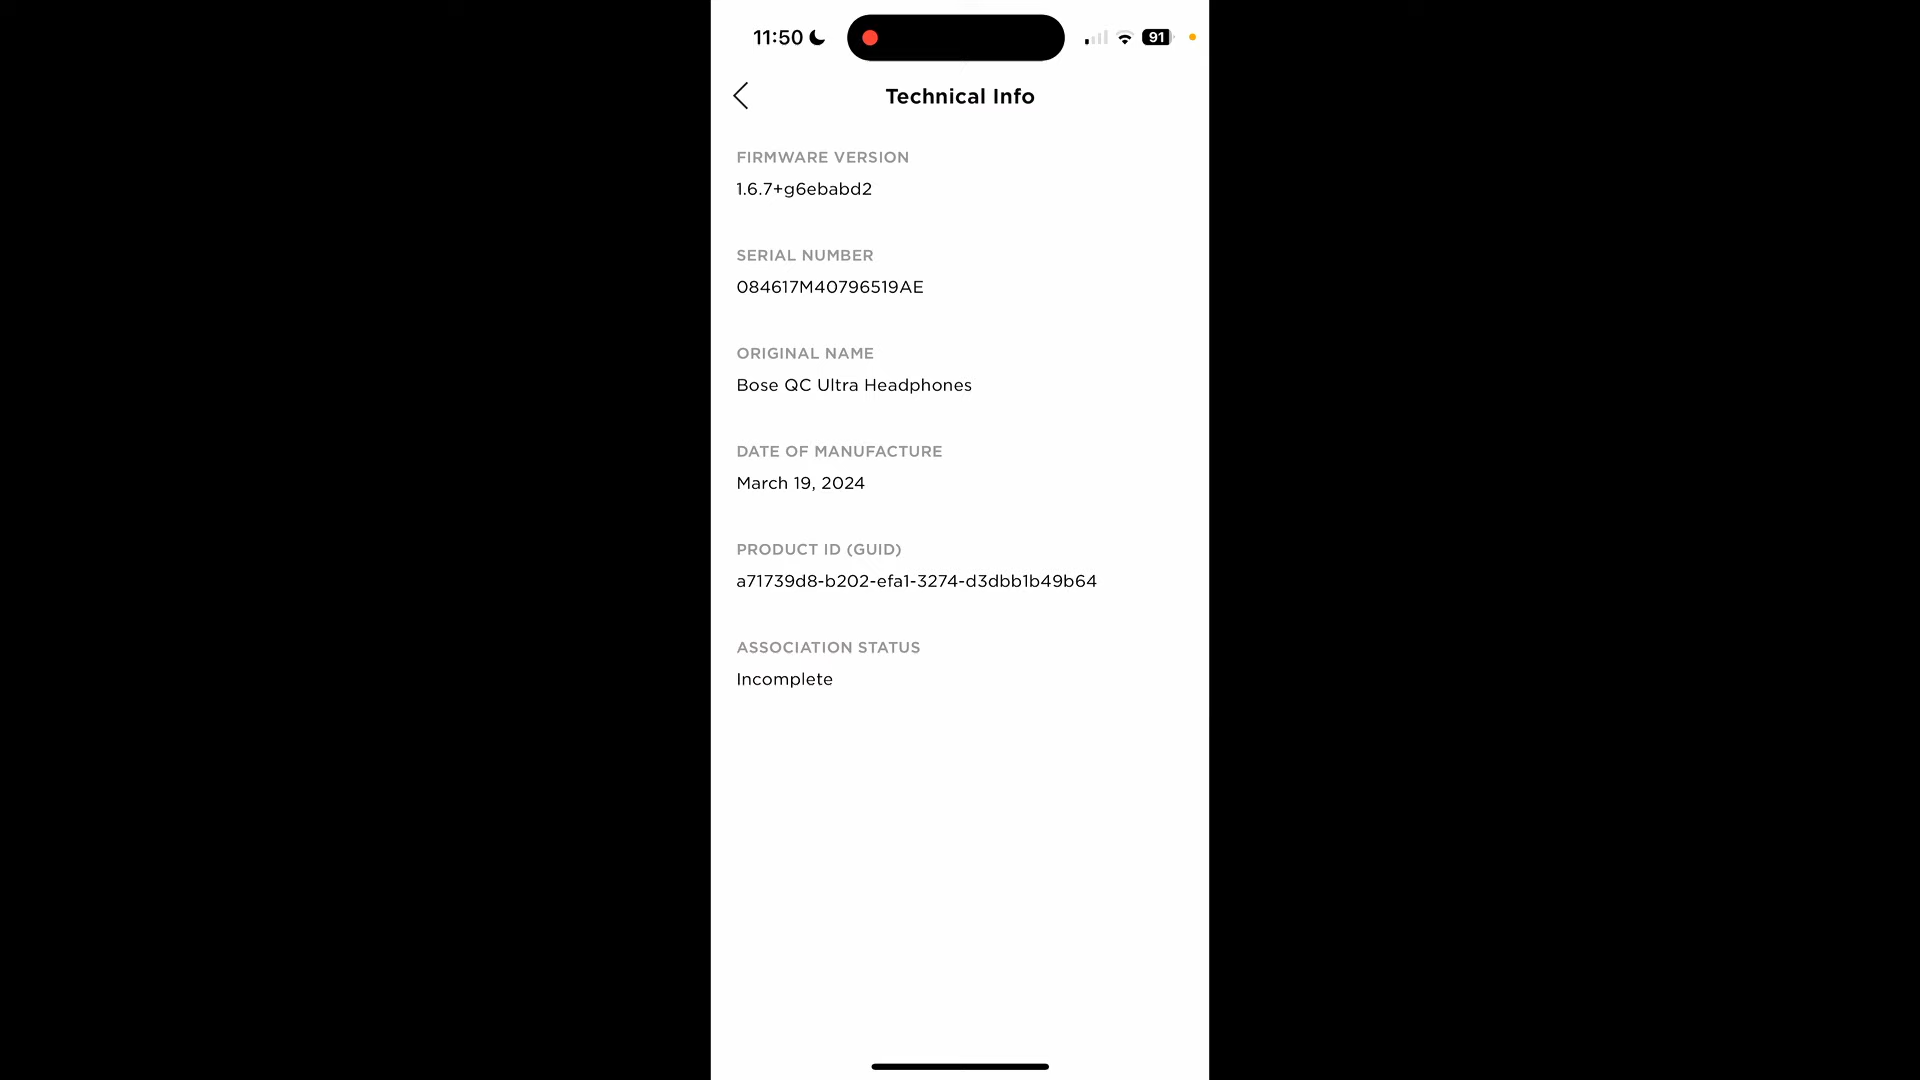 11:50
91
Technical Info
FIRMWARE VERSION
1.6.7+g6ebabd2
SERIAL NUMBER
084617M40796519AE
ORIGINAL NAME
Bose QC Ultra Headphones
DATE OF MANUFACTURE
March 19, 2024
PRODUCT ID (GUID)
a71739d8-b202-efa1-3274-d3dbb1b49b64
ASSOCIATION STATUS
Incomplete